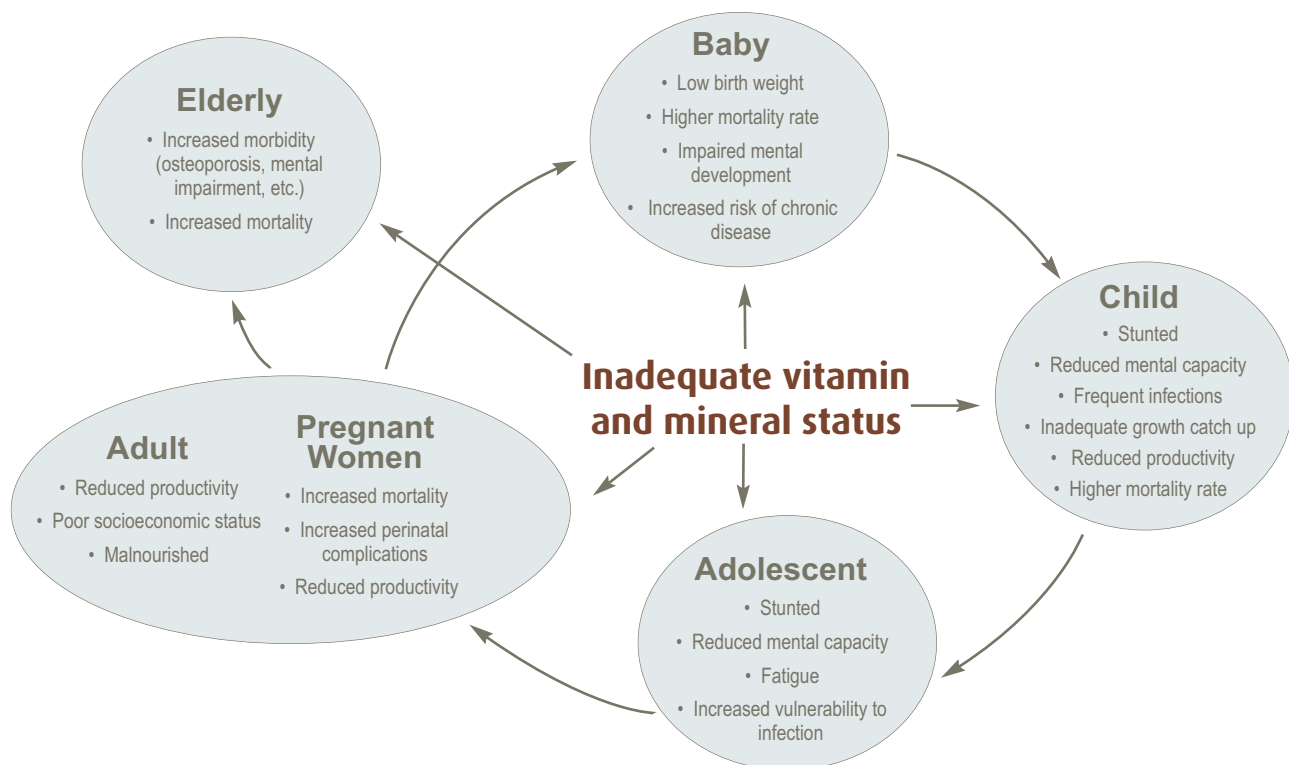 Baby
• Low birth weight
• Higher mortality rate
• Impaired mental
development
• Increased risk of chronic
disease
Elderly
• Increased morbidity
(osteoporosis, mental
impairment, etc.)
• Increased mortality
Child
• Stunted
• Reduced mental capacity
• Frequent infections
• Inadequate growth catch up
• Reduced productivity
• Higher mortality rate
Inadequate vitamin
and mineral status
Adult
• Reduced productivity
• Poor socioeconomic status
• Malnourished
Pregnant
Women
• Increased mortality
• Increased perinatal
complications
• Reduced productivity
Adolescent
• Stunted
• Reduced mental capacity
• Fatigue
• Increased vulnerability to
infection